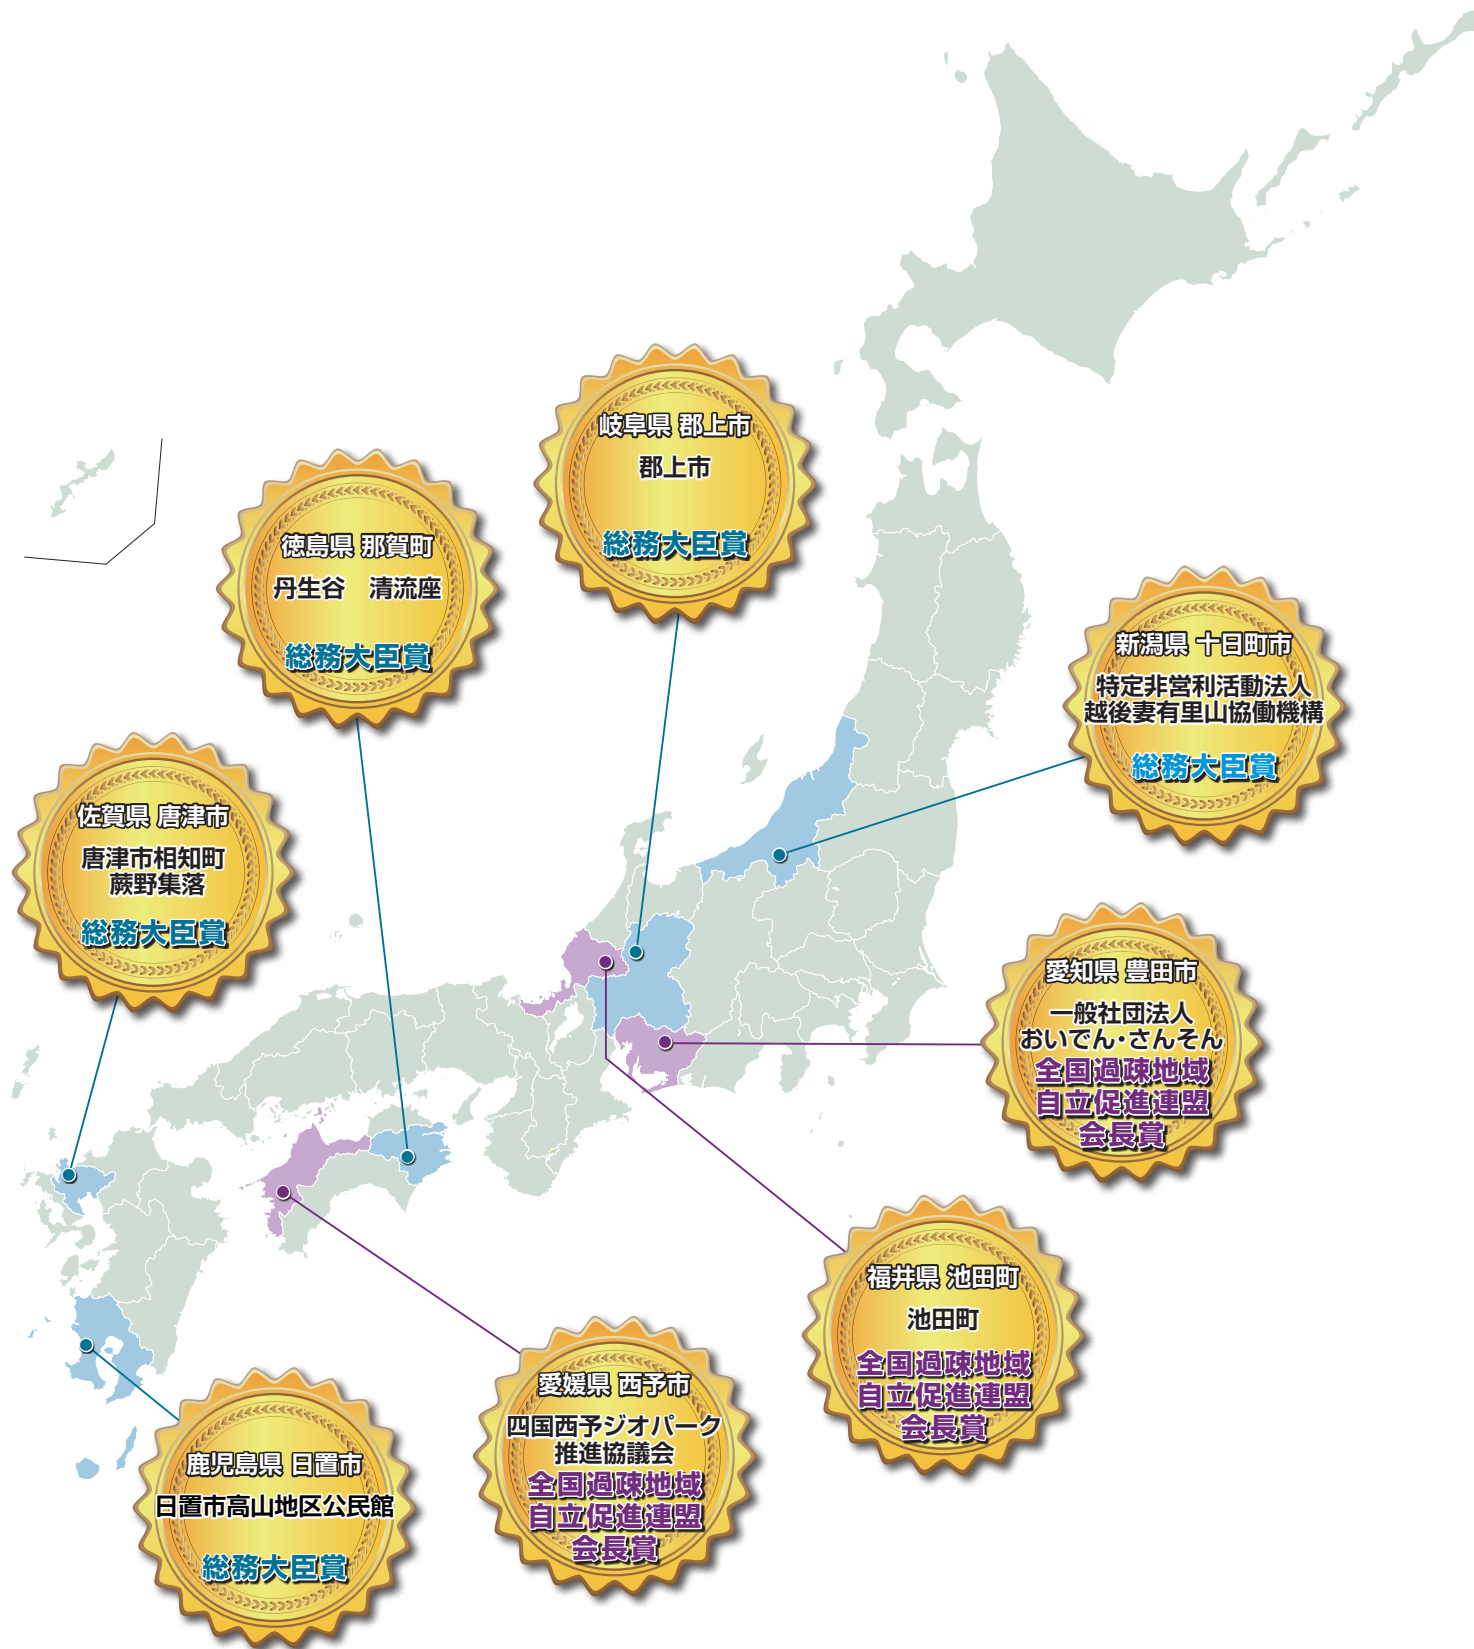 岐阜県 郡上市
郡上市
総務大臣賞
徳島県 那賀町
丹生谷　清流座
総務大臣賞
新潟県 十日町市
特定非営利活動法人
越後妻有里山協働機構
総務大臣賞
佐賀県 唐津市
唐津市相知町
蕨野集落
総務大臣賞
愛知県 豊田市
一般社団法人
おいでん・さんそん
全国過疎地域
自立促進連盟
会長賞
福井県 池田町
池田町
全国過疎地域
自立促進連盟
会長賞
愛媛県 西予市
四国西予ジオパーク
推進協議会
全国過疎地域
自立促進連盟
会長賞
鹿児島県 日置市
日置市高山地区公民館
総務大臣賞